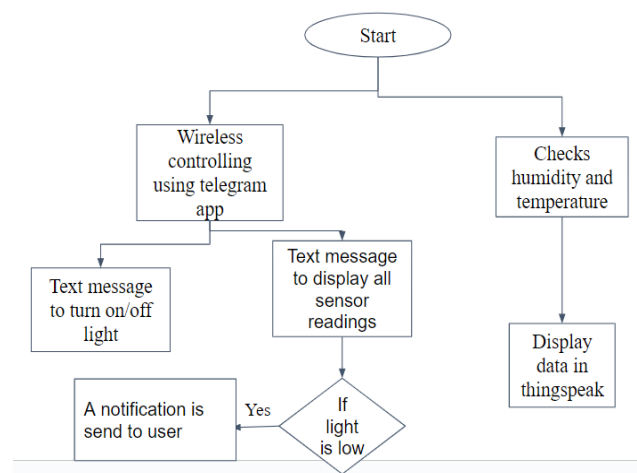 Start
Wireless
controlling
using telegram
app
Checks
humidity and
temperature
Text message
to turn on/off
light
Text message
to display all
sensor
readings
Display
data in
thingspeak
A notification is
send to user
Yes
If
light
is low